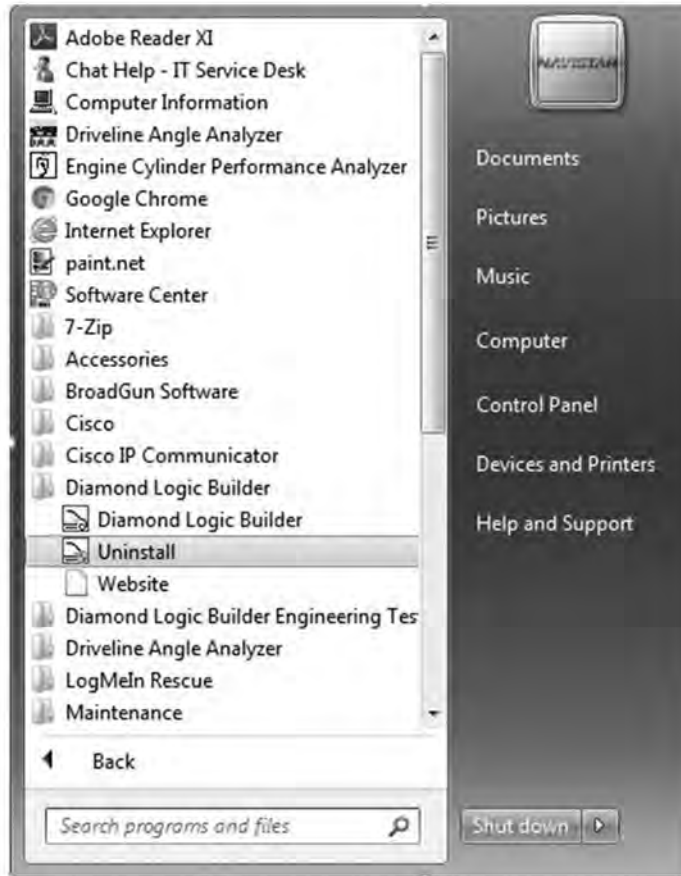 Adobe Reader XI
Chat Help - IT Service Desk
Computer Information
Driveline Angle Analyzer
Engine Cylinder Performance Analyzer
Google Chrome
Internet Explorer
paint.net
Software Center
7-Zip
Accessories
BroadGun Software
Cisco
Cisco IP Communicator
Diamond Logic Builder
Diamond Logic Builder
Uninstall
Website
Diamond Logic Builder Engineering Tes
Driveline Angle Analyzer
LogMeIn Rescue
Maintenance
Back
Search programs and files
NAVISTAR
Documents
Pictures
Music
Computer
Control Panel
Devices and Printers
Help and Support
Shut down